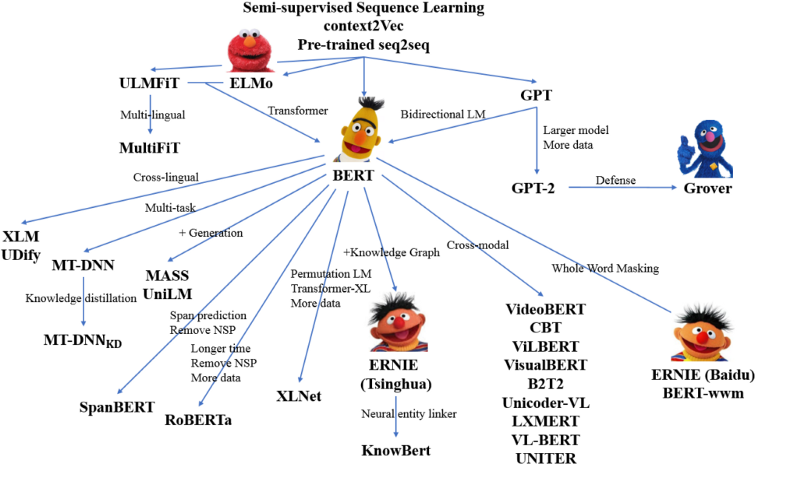 Semi-supervised Sequence Learning
context2Vec
Pre-trained seq2seq
ULMFiT
ELMo
GPT
Multi-lingual
Transformer
Bidirectional LM
Larger model
More data
MultiFiT
BERT
GPT-2
Defense
Grover
Cross-lingual
Multi-task
+ Generation
+Knowledge Graph
Cross-modal
Whole Word Masking
XLM
UDify
MT-DNN
MASS
UniLM
Permutation LM
Transformer-XL
More data
Knowledge distillation
Span prediction
Remove NSP
MT-DNNKD
Longer time
Remove NSP
More data
VideoBERT
CBT
ViLBERT
VisualBERT
B2T2
Unicoder-VL
LXMERT
VL-BERT
UNITER
ERNIE
(Tsinghua)
ERNIE (Baidu)
BERT-wwm
SpanBERT
RoBERTa
XLNet
Neural entity linker
KnowBert